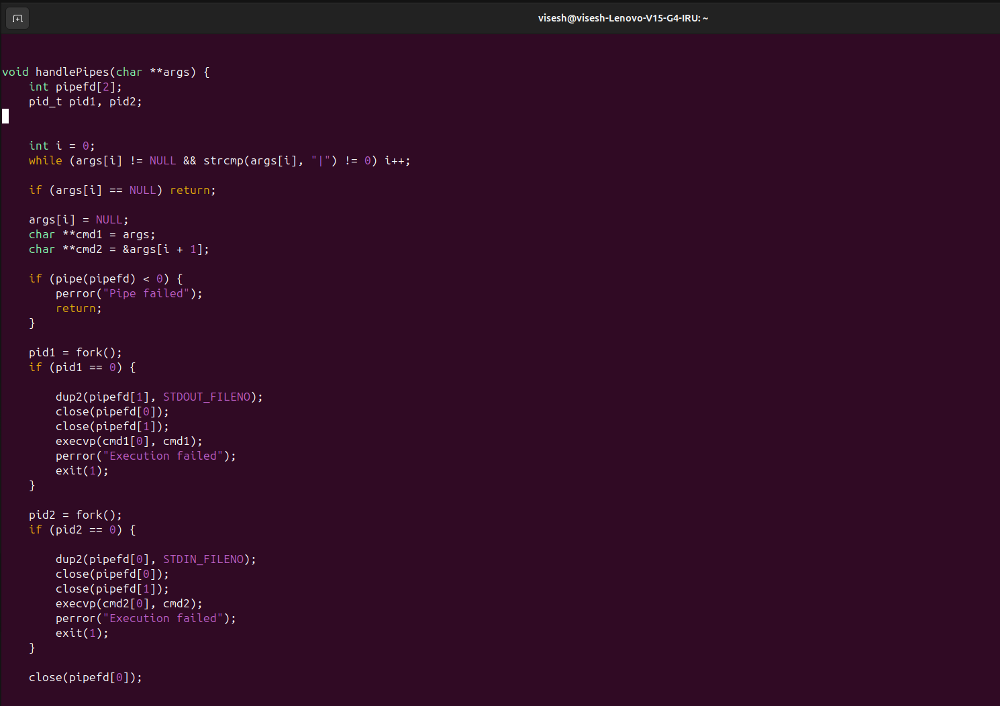 visesh@visesh-Lenovo-V15-G4-IRU: ~
void handlePipes(char **args) {
    int pipefd[2];
    pid_t pid1, pid2;
    int i = 0;
    while (args[i] != NULL && strcmp(args[i], "|") != 0) i++;
    if (args[i] == NULL) return;
    args[i] = NULL;
    char **cmd1 = args;
    char **cmd2 = &args[i + 1];
    if (pipe(pipefd) < 0) {
        perror("Pipe failed");
        return;
    }
    pid1 = fork();
    if (pid1 == 0) {
        dup2(pipefd[1], STDOUT_FILENO);
        close(pipefd[0]);
        close(pipefd[1]);
        execvp(cmd1[0], cmd1);
        perror("Execution failed");
        exit(1);
    }
    pid2 = fork();
    if (pid2 == 0) {
        dup2(pipefd[0], STDIN_FILENO);
        close(pipefd[0]);
        close(pipefd[1]);
        execvp(cmd2[0], cmd2);
        perror("Execution failed");
        exit(1);
    }
    close(pipefd[0]);